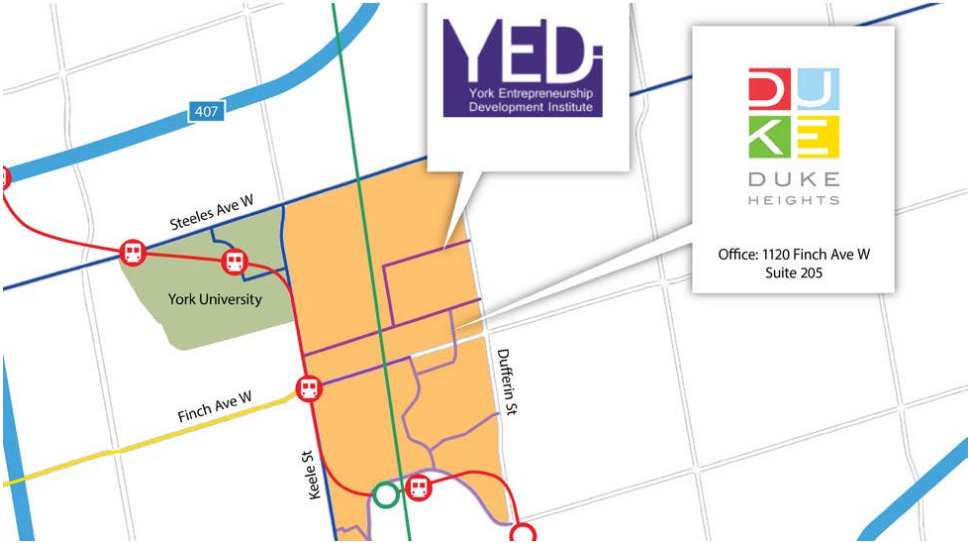 YEDi
York Entrepreneurship
Development Institute
DU
KE
DUKE
HEIGHTS
Office: 1120 Finch Ave W
Suite 205
407
Steeles Ave W
York University
Finch Ave W
Keele St
Dufferin St